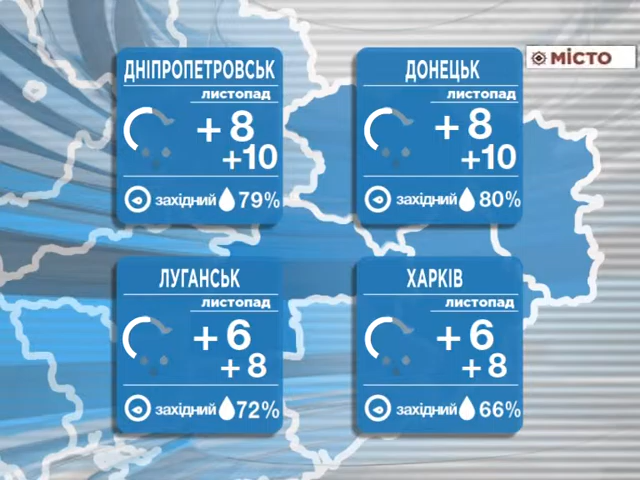 МІСТО
ДНІПРОПЕТРОВСЬК
листопад
+ 8
+10
західний 79%
ДОНЕЦЬК
листопад
+ 8
+10
західний 80%
ЛУГАНСЬК
листопад
+ 6
+ 8
західний 72%
ХАРКІВ
листопад
+ 6
+ 8
західний 66%